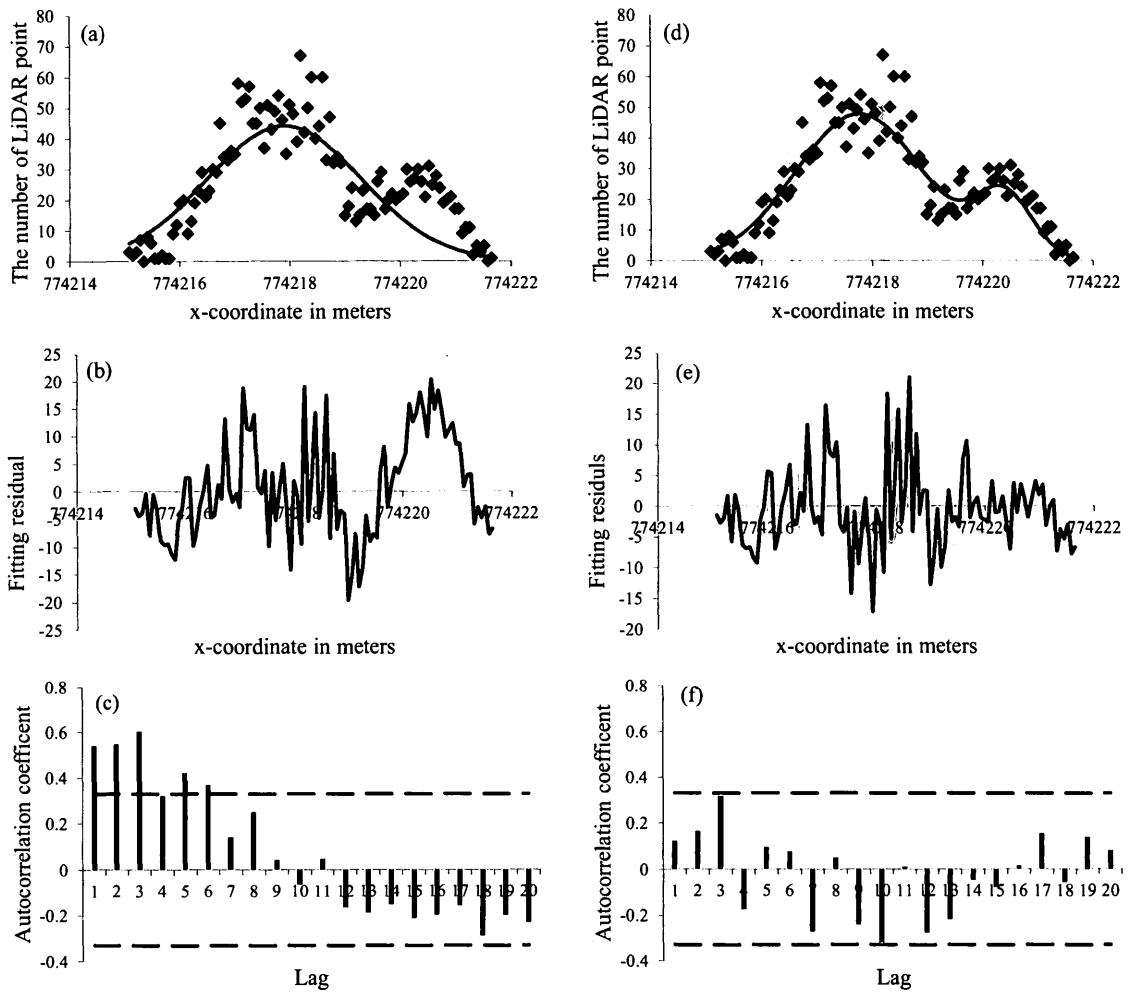 (a)
The number of LiDAR point
80
70
60
50
40
30
20
10
0
774214 774216 774218 774220 774222
x-coordinate in meters
(d)
The number of LiDAR point
80
70
60
50
40
30
20
10
0
774214 774216 774218 774220 774222
x-coordinate in meters
(b)
Fitting residual
25
20
15
10
5
0
-5
-10
-15
-20
-25
774214 774216 774218 774220 774222
x-coordinate in meters
(e)
Fitting residuls
25
20
15
10
5
0
-5
-10
-15
-20
774214 774216 774218 774220 774222
x-coordinate in meters
(c)
Autocorrelation coefficent
0.8
0.6
0.4
0.2
0
-0.2
-0.4
1 2 3 4 5 6 7 8 9 10 11 12 13 14 15 16 17 18 19 20
Lag
(f)
Autocorrelation coefficent
0.8
0.6
0.4
0.2
0
-0.2
-0.4
1 2 3 4 5 6 7 8 9 10 11 12 13 14 15 16 17 18 19 20
Lag